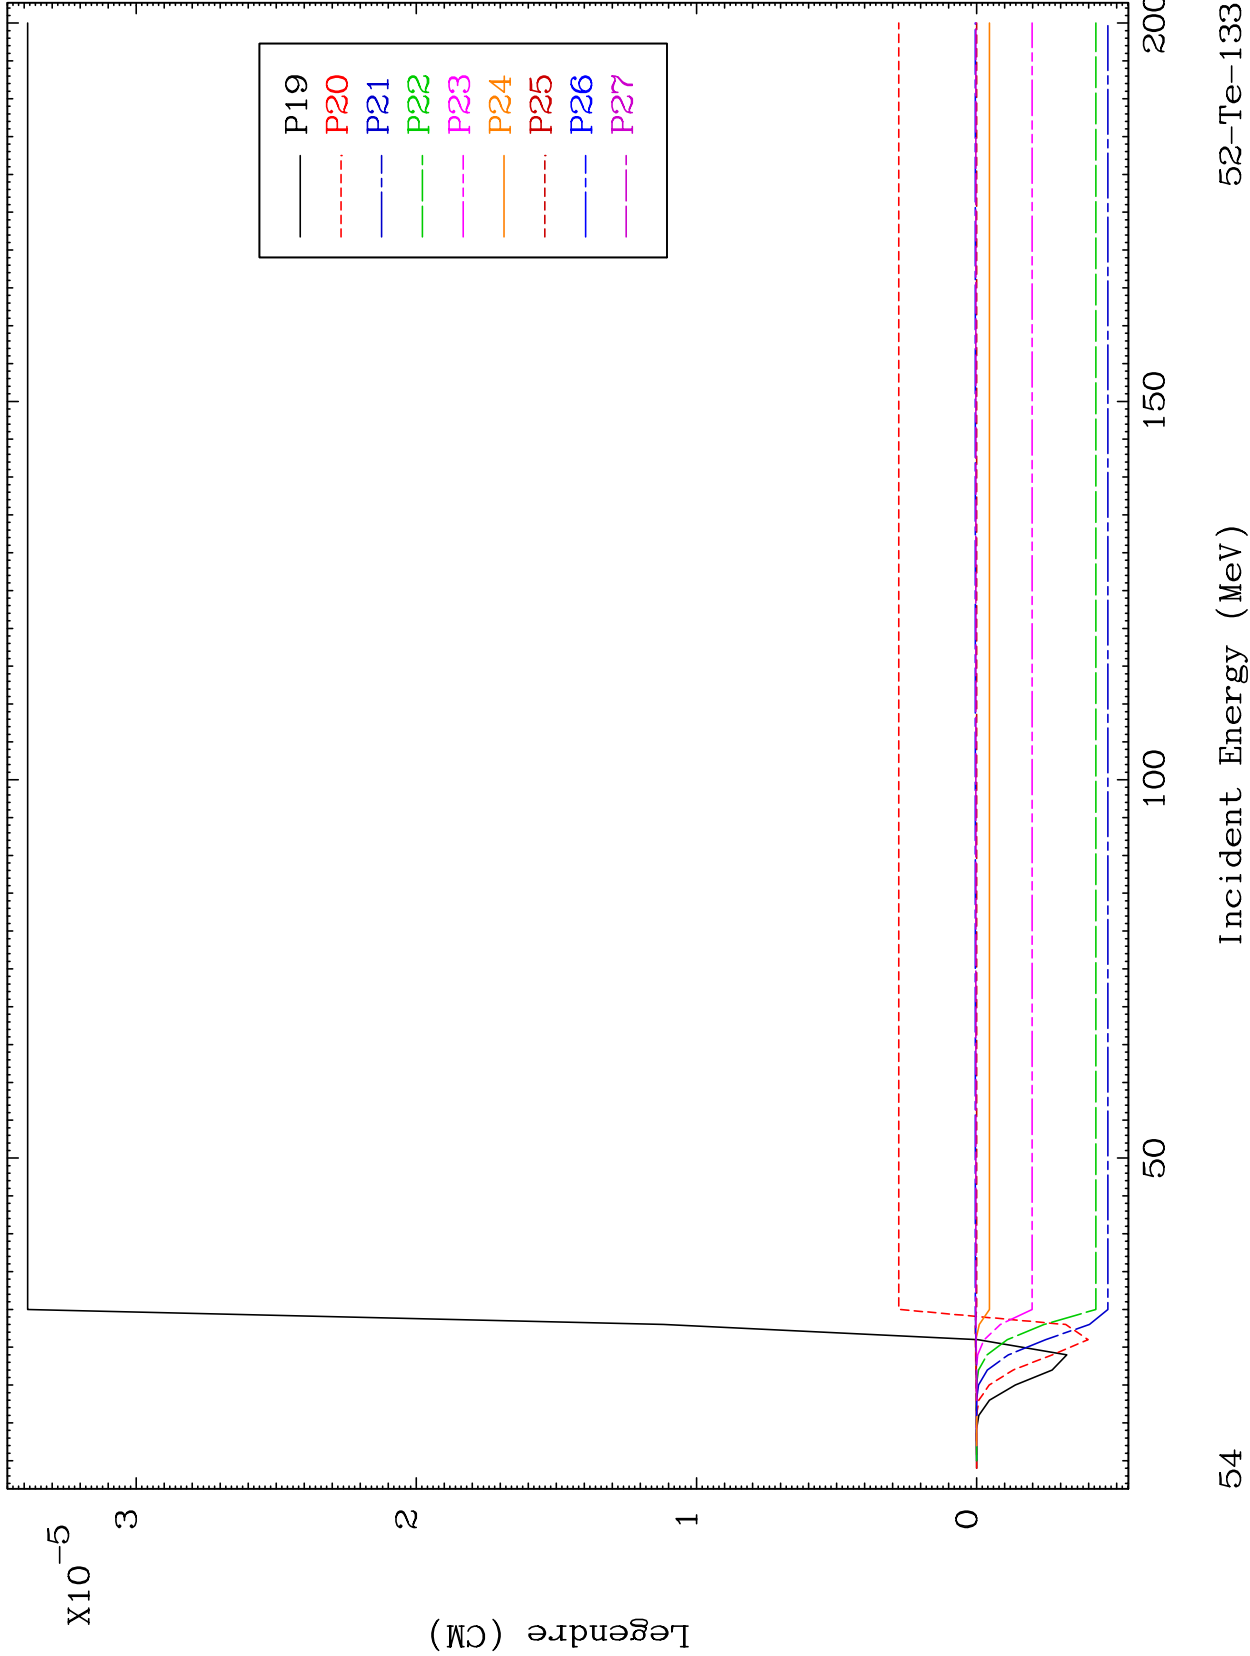 X10-5
3
2
1
0
Legendre (CM)
P19
P20
P21
P22
P23
P24
P25
P26
P27
50
100
150
200
Incident Energy (MeV)
54
52-Te-133